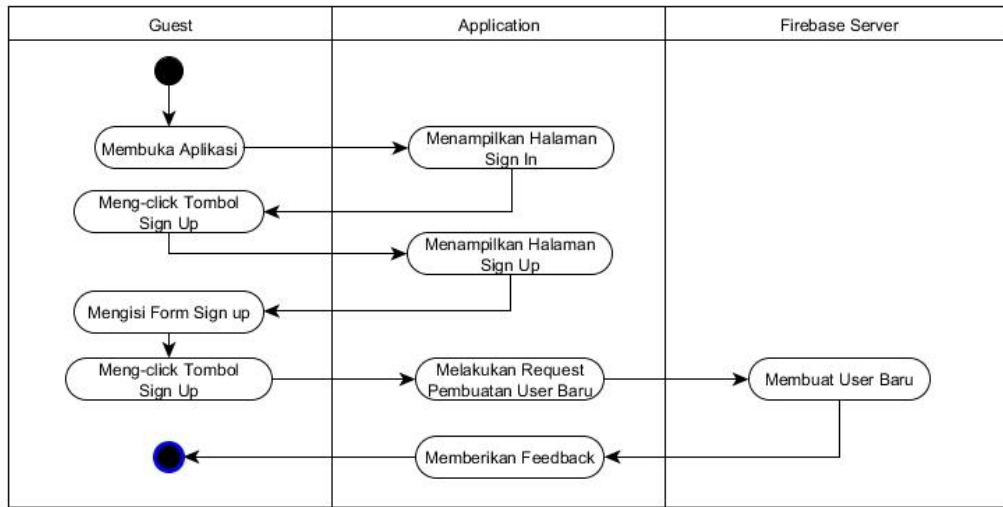 Guest
Application
Firebase Server
Membuka Aplikasi
Menampilkan Halaman
Sign In
Meng-click Tombol
Sign Up
Menampilkan Halaman
Sign Up
Mengisi Form Sign up
Meng-click Tombol
Sign Up
Melakukan Request
Pembuatan User Baru
Membuat User Baru
Memberikan Feedback